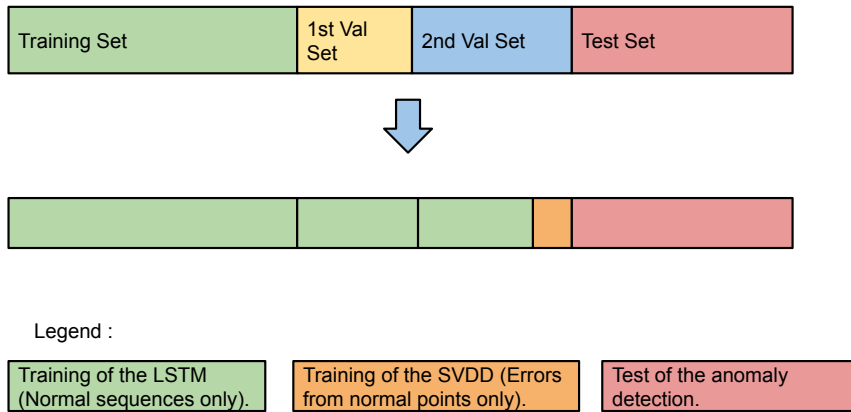 Training Set
1st Val
Set
2nd Val Set
Test Set
Legend :
Training of the LSTM
(Normal sequences only).
Training of the SVDD (Errors
from normal points only).
Test of the anomaly
detection.